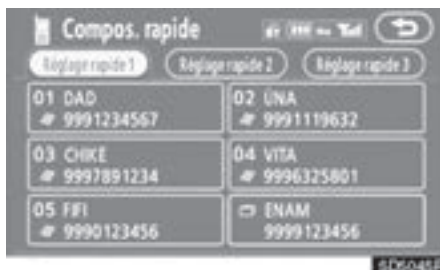 Compos. rapide
Réglage rapide 1 Réglage rapide 2 Réglage rapide 3
01 DAD 02 UNA
9991234567 9991119632
03 CHIKE 04 VITA
9997891234 9996325801
05 FIFI ENAM
9990123456 9999123456